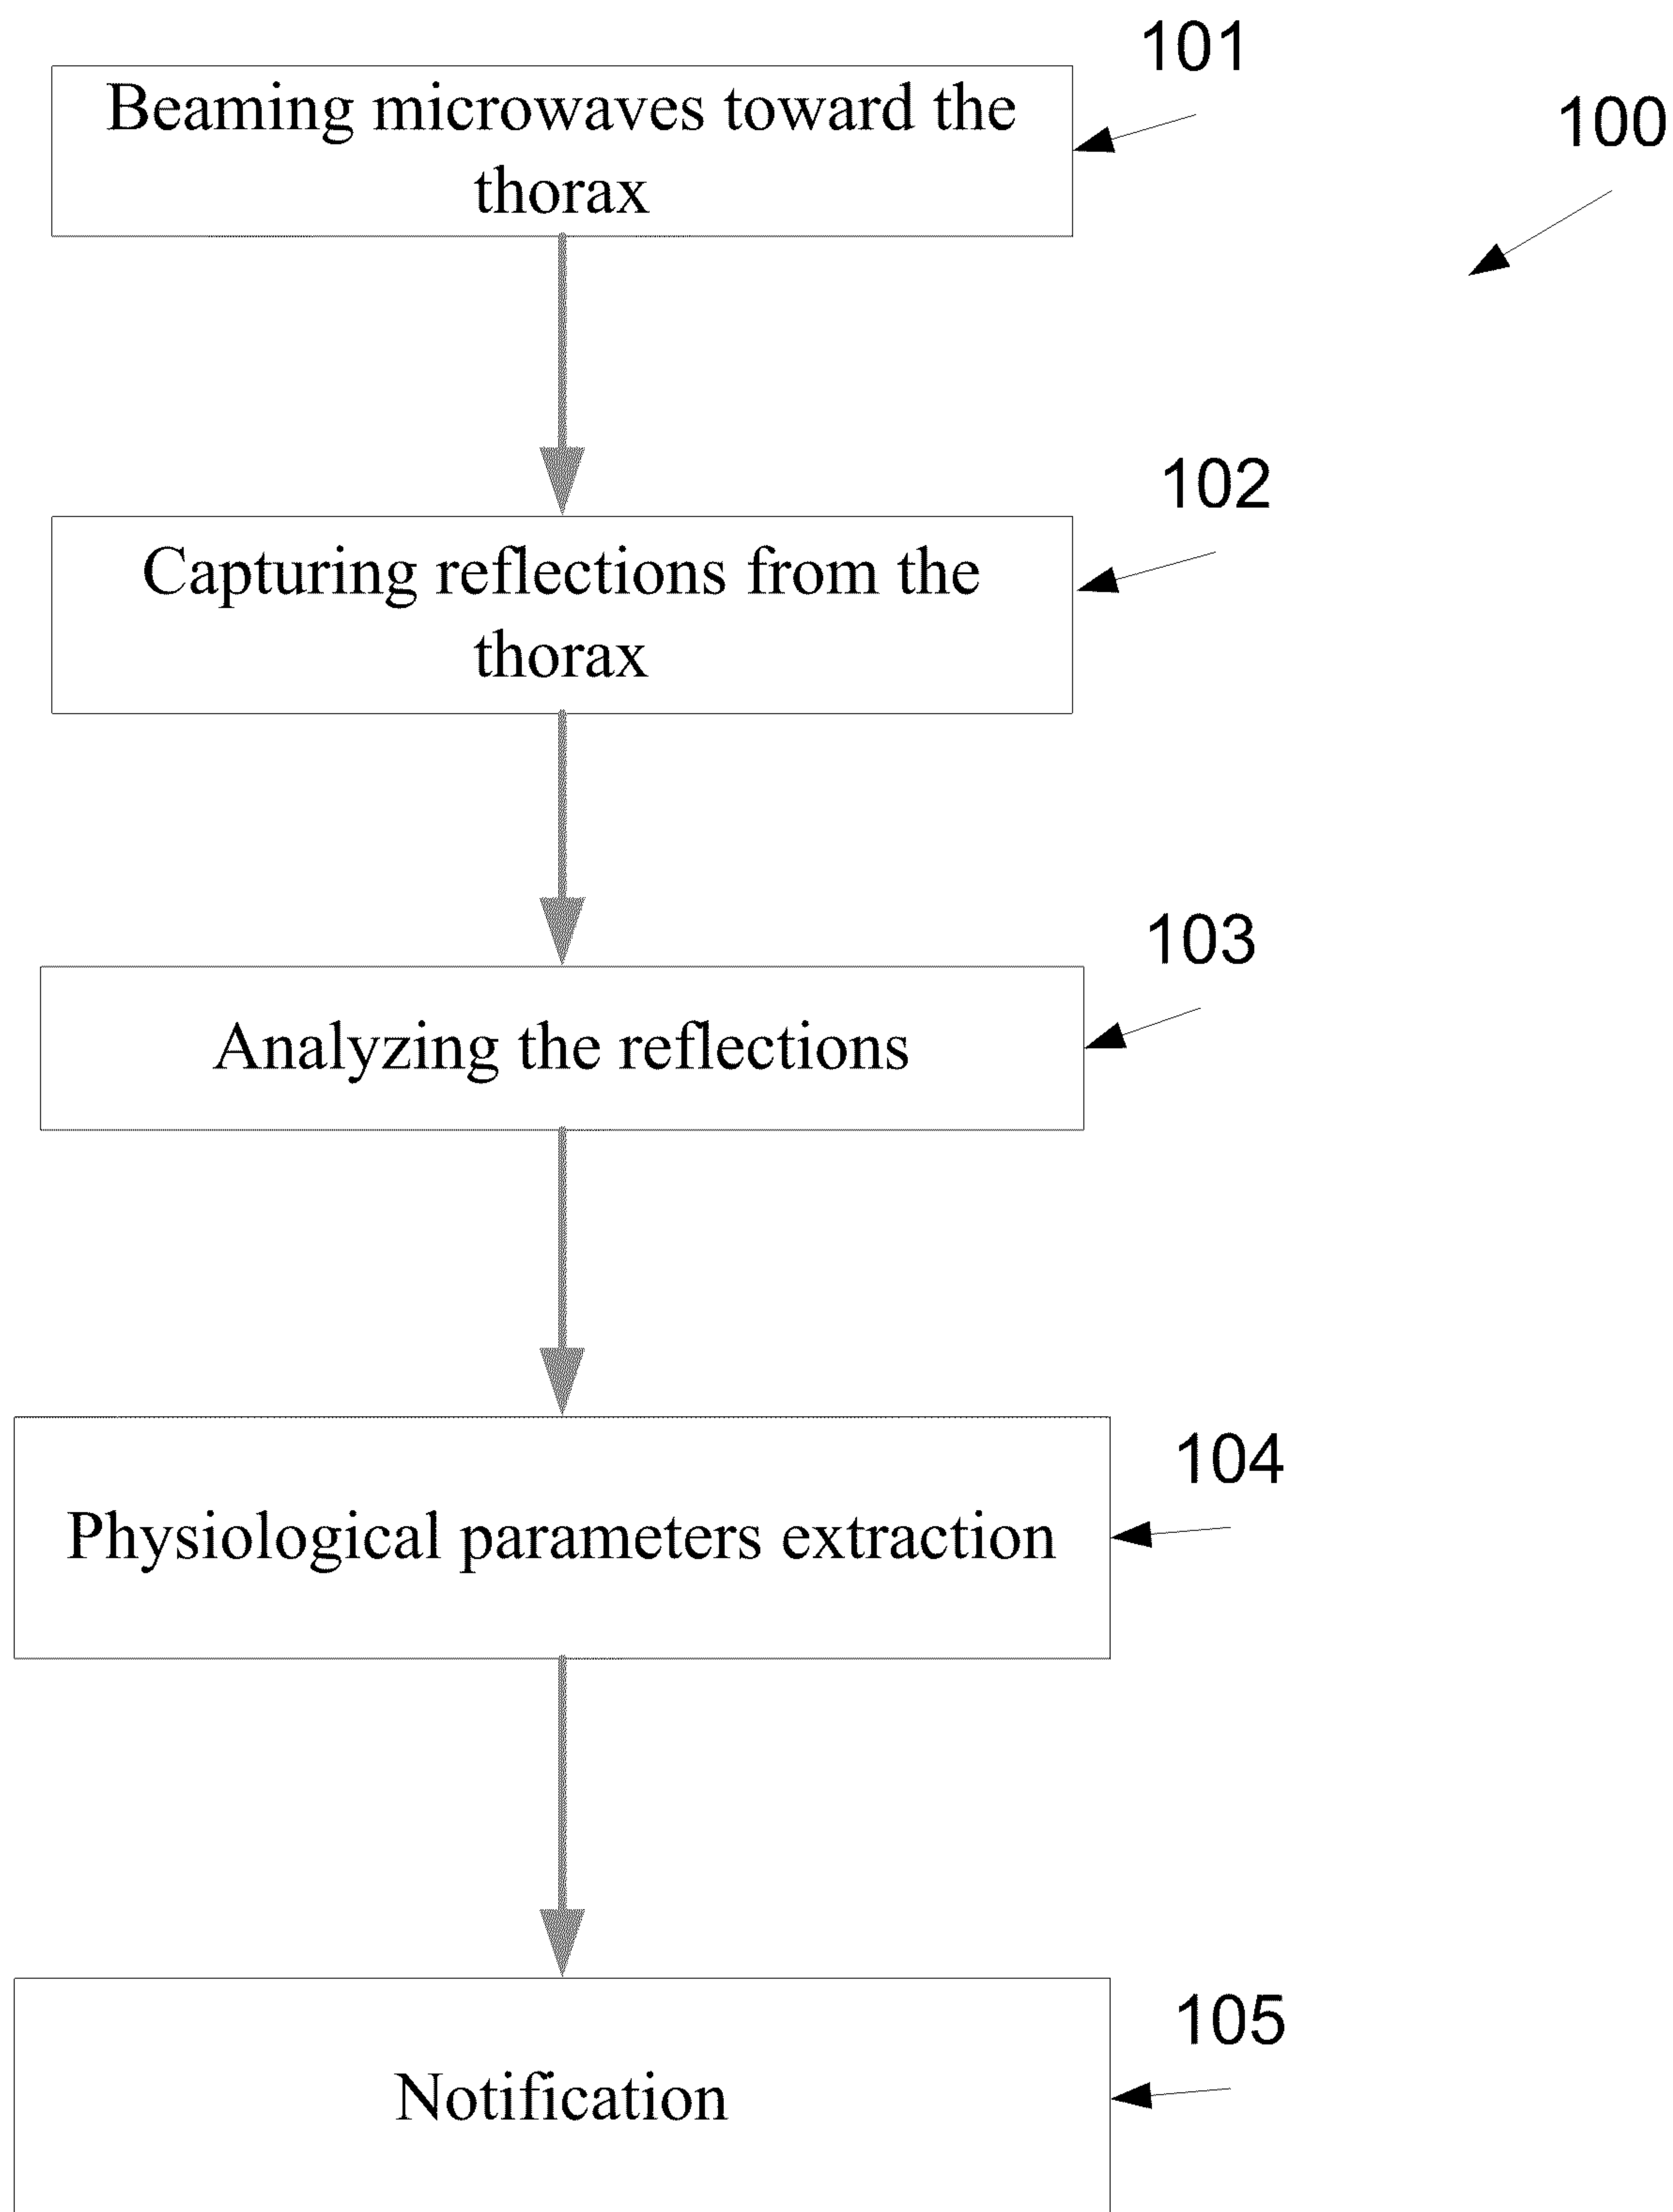 101
100
Beaming microwaves toward the
thorax
102
Capturing reflections from the
thorax
103
Analyzing the reflections
104
Physiological parameters extraction
105
Notification